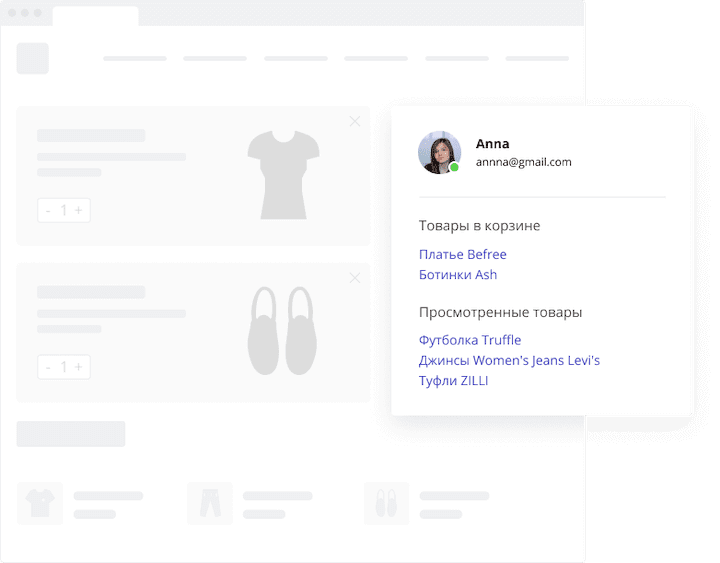 - 1 +
- 1 +
Anna
annna@gmail.com
Товары в корзине
Платье Befree
Ботинки Ash
Просмотренные товары
Футболка Truffle
Джинсы Women's Jeans Levi's
Туфли ZILLI